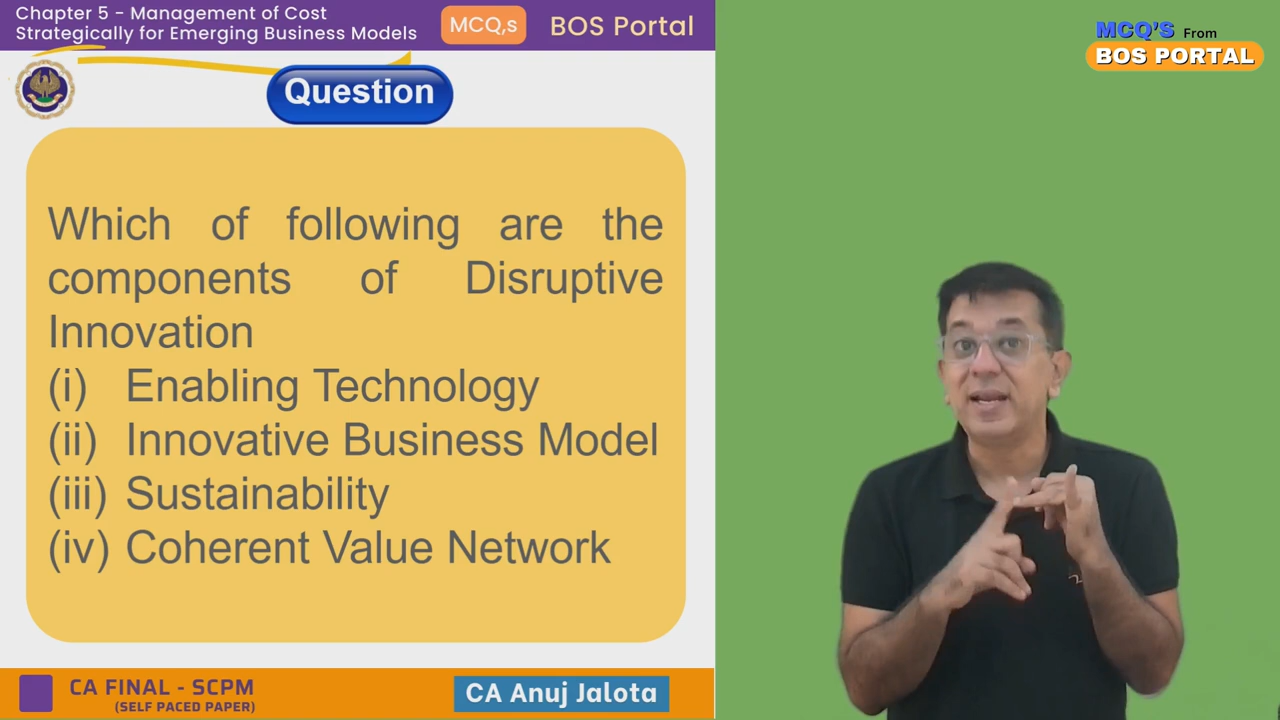 Chapter 5 - Management of Cost
Strategically for Emerging Business Models
MCQ,s
BOS Portal
MCQ'S From
BOS PORTAL
Question
Which of following are the
components of Disruptive
Innovation
(i) Enabling Technology
(ii) Innovative Business Model
(iii) Sustainability
(iv) Coherent Value Network
CA FINAL - SCPM
(SELF PACED PAPER)
CA Anuj Jalota